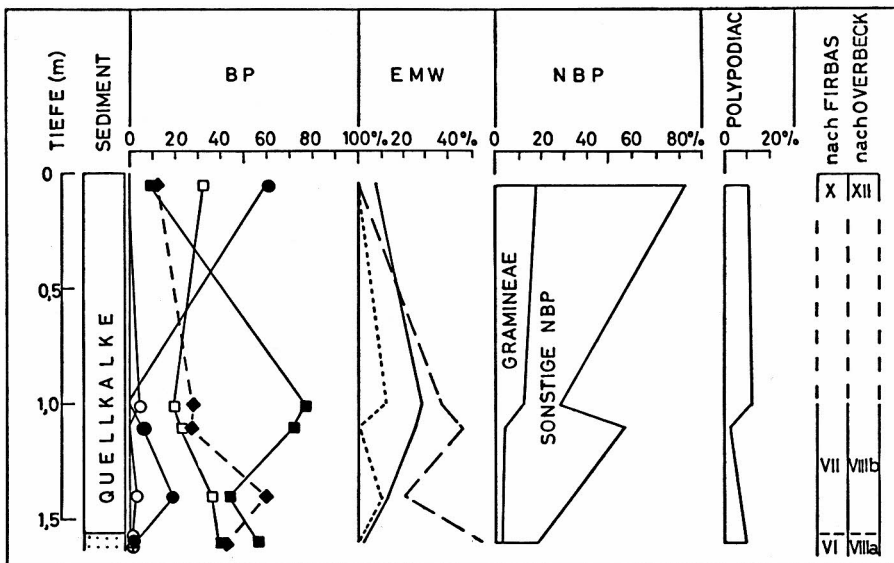 TIEFE (m)
SEDIMENT
BP
EMW
NBP
POLYPODIAC
nach FIRBAS
nach OVERBECK
0 20 40 60 80 100% 20 40% 0 20 40 60 80% 20%
0
0,5
1,0
1,5
QUELLKALKE
GRAMINEAE
SONSTIGE NBP
X XII
VII VIIIb
VI VIIIa